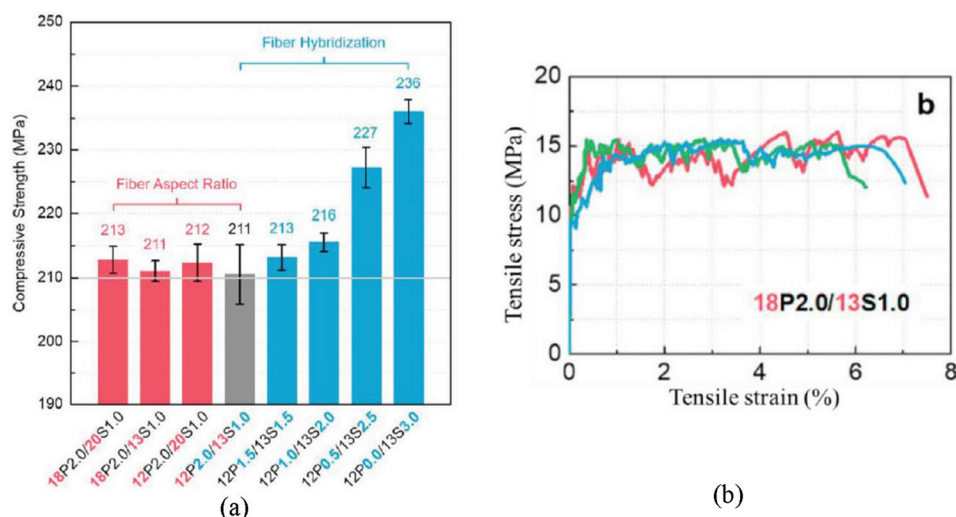 250
240
230
220
210
200
190
Compressive Strength (MPa)
Fiber Hybridization
Fiber Aspect Ratio
213
211
212
211
213
216
227
236
18P2.0/20S1.0
18P2.0/13S1.0
12P2.0/20S1.0
12P2.0/13S1.0
12P1.5/13S1.5
12P1.0/13S2.0
12P0.5/13S2.5
12P0.0/13S3.0
(a)
20
15
10
5
0
Tensile stress (MPa)
b
18P2.0/13S1.0
0 2 4 6 8
Tensile strain (%)
(b)